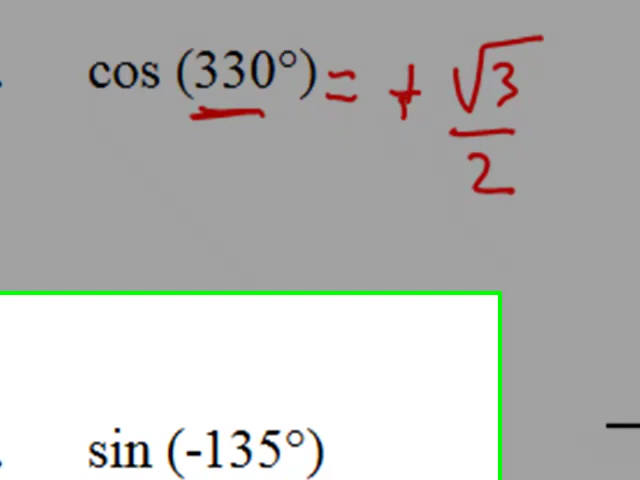 . cos (330°) = + √3/2
. sin (-135°)